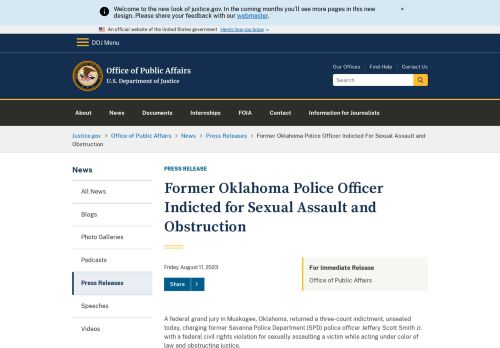 Welcome to the new look of justice.gov. In the coming months you'll see more pages in this new
design. Please share your feedback with our webmaster.
×
An official website of the United States government Here's how you know
DOJ Menu
Office of Public Affairs
U.S. Department of Justice
Our Offices Find Help Contact Us
Search
About News Documents Internships FOIA Contact Information for Journalists
Justice.gov > Office of Public Affairs > News > Press Releases > Former Oklahoma Police Officer Indicted For Sexual Assault and
Obstruction
News
All News
Blogs
Photo Galleries
Podcasts
Press Releases
Speeches
Videos
PRESS RELEASE
Former Oklahoma Police Officer
Indicted for Sexual Assault and
Obstruction
Friday, August 11, 2023
Share >
For Immediate Release
Office of Public Affairs
A federal grand jury in Muskogee, Oklahoma, returned a three-count indictment, unsealed
today, charging former Savanna Police Department (SPD) police officer Jeffery Scott Smith Jr.
with a federal civil rights violation for sexually assaulting a victim while acting under color of
law and obstructing justice.